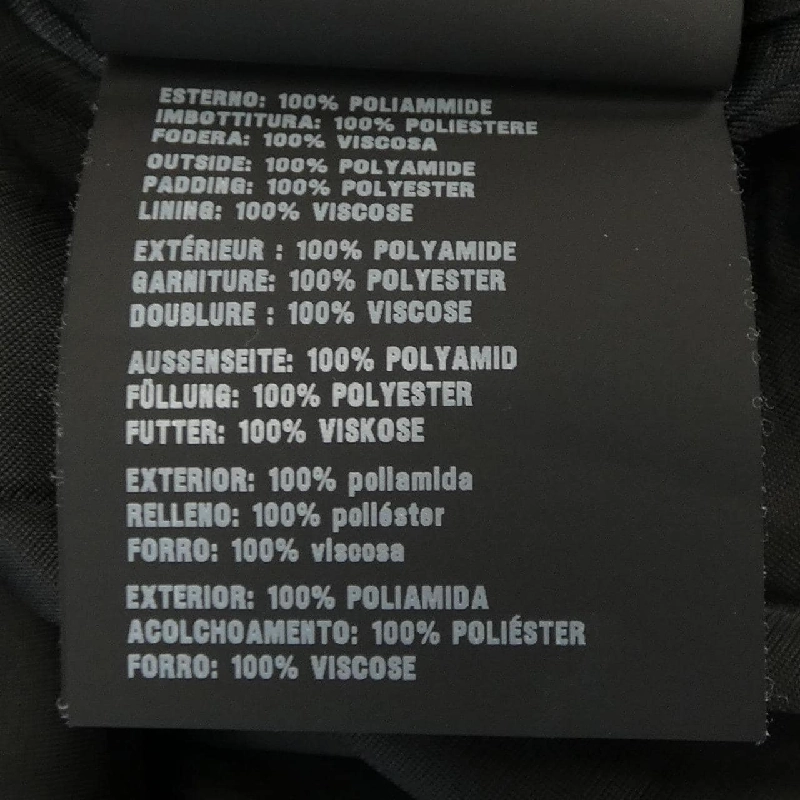 ESTERNO: 100% POLIAMMIDE
IMBOTTITURA: 100% POLIESTERE
FODERA: 100% VISCOSA
OUTSIDE: 100% POLYAMIDE
PADDING: 100% POLYESTER
LINING: 100% VISCOSE
EXTÉRIEUR : 100% POLYAMIDE
GARNITURE: 100% POLYESTER
DOUBLURE : 100% VISCOSE
AUSSENSEITE: 100% POLYAMID
FÜLLUNG: 100% POLYESTER
FUTTER: 100% VISKOSE
EXTERIOR: 100% poliamida
RELLENO: 100% poliéster
FORRO: 100% viscosa
EXTERIOR: 100% POLIAMIDA
ACOLCHOAMENTO: 100% POLIÉSTER
FORRO: 100% VISCOSE